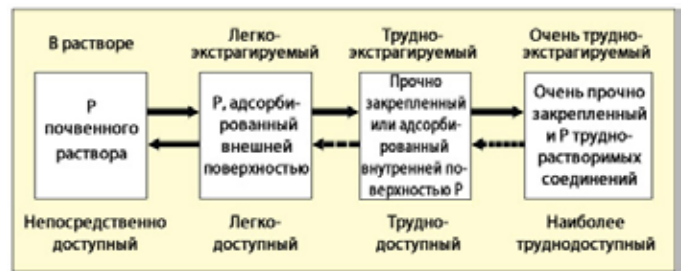 В растворе
Легко-
экстрагируемый
Трудно-
экстрагируемый
Очень трудно-
экстрагируемый
Р
почвенного
раствора
Р, адсорби-
рованный
внешней
поверхностью
Прочно
закрепленный
или адсорби-
рованный
внутренней по-
верхностью Р
Очень прочно
закрепленный
и Р трудно-
растворимых
соединений
Непосредственно
доступный
Легко-
доступный
Трудно-
доступный
Наиболее
труднодоступный